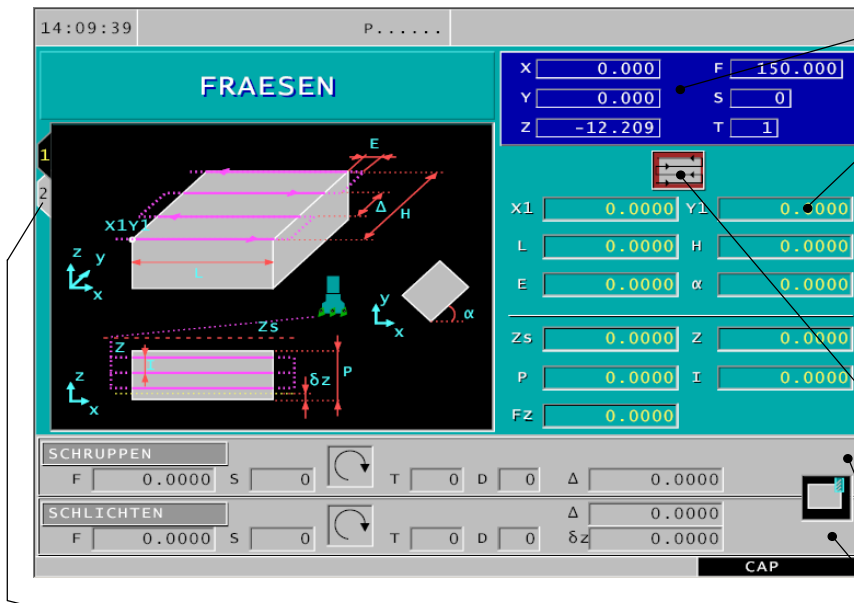 14:09:39 P......
FRAESEN
X 0.000 F 150.000
Y 0.000 S 0
Z -12.209 T 1
1
2
E
Δ H
X1Y1
L
z y x
y x α
Zs
Z
I P
δz
z x
X1 0.0000 Y1 0.0000
L 0.0000 H 0.0000
E 0.0000 α 0.0000
Zs 0.0000 Z 0.0000
P 0.0000 I 0.0000
Fz 0.0000
SCHRUPPEN
F 0.0000 S 0 T 0 D 0 Δ 0.0000
SCHLICHTEN
Δ 0.0000
F 0.0000 S 0 T 0 D 0 δz 0.0000
CAP